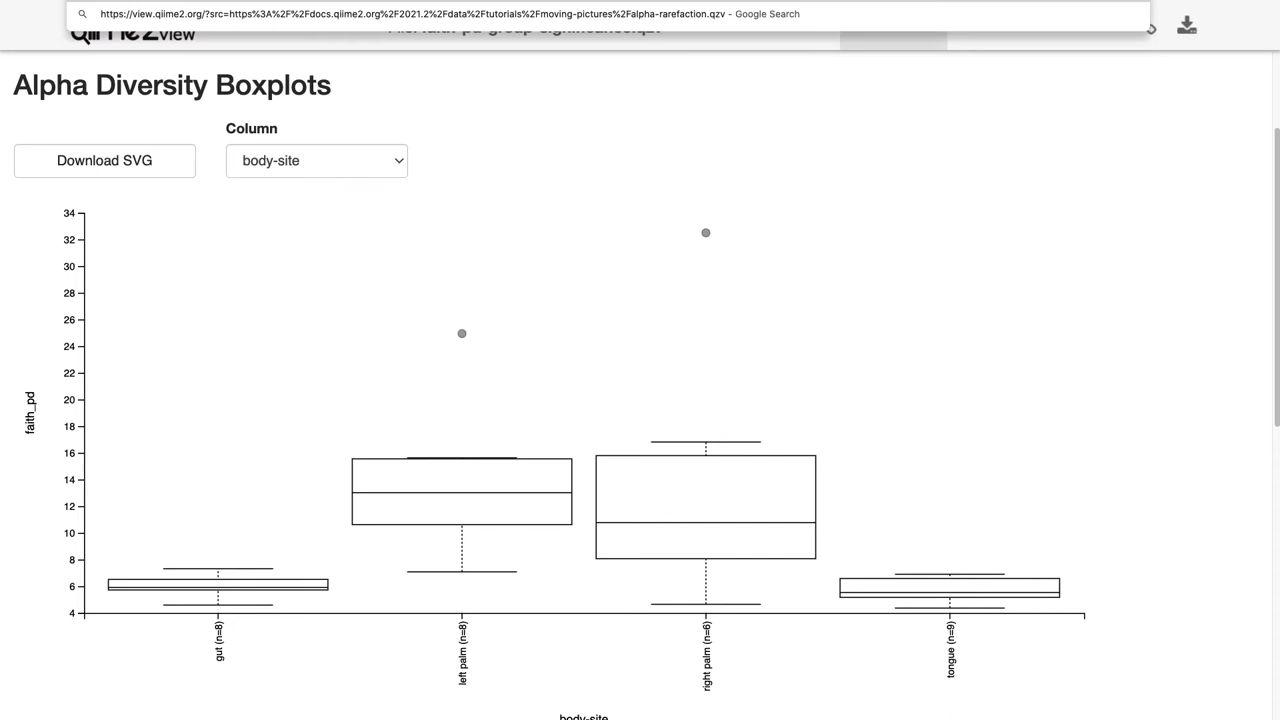 https://view.qiime2.org/?src=https%3A%2F%2Fdocs.qiime2.org%2F2021.2%2Fdata%2Ftutorials%2Fmoving-pictures%2Falpha-rarefaction.qzv - Google Search
Alpha Diversity Boxplots
Column
Download SVG
body-site
34
32
30
28
26
24
22
20
18
16
14
12
10
8
6
4
faith_pd
gut (n=8)
left palm (n=8)
right palm (n=6)
tongue (n=9)
body-site